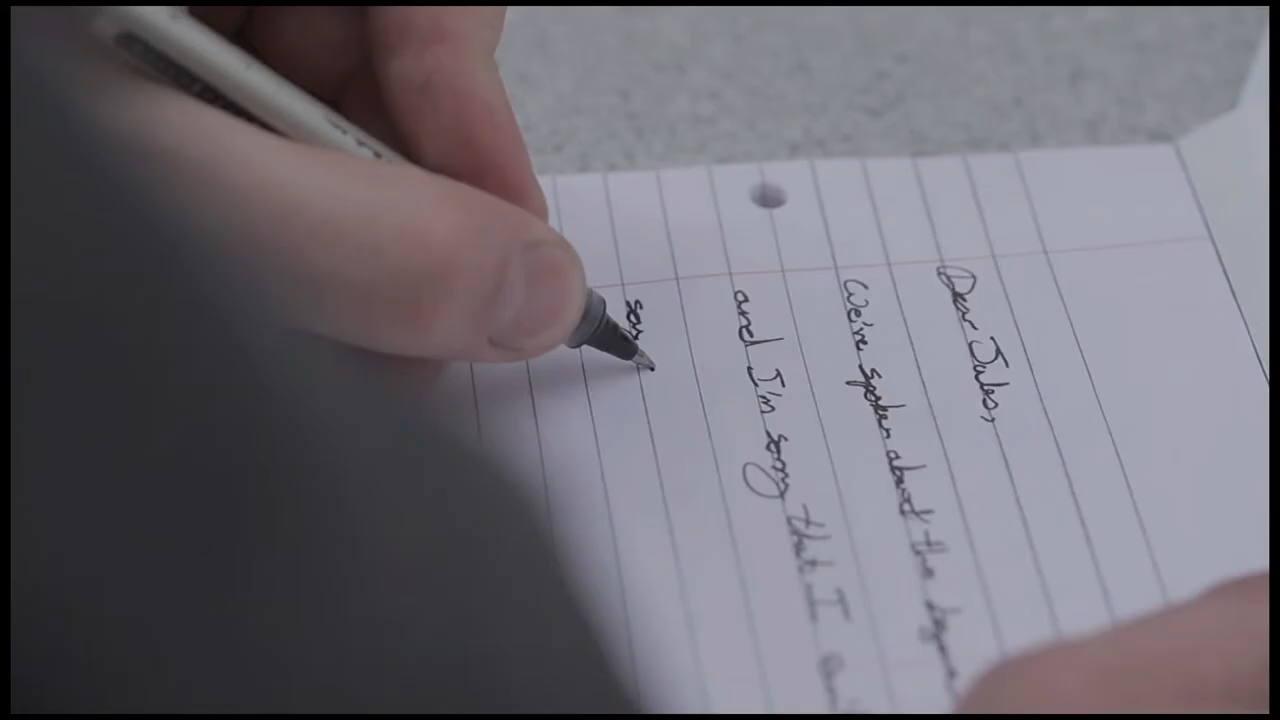 Dear Jules,
We've spoken about the
and I'm sorry that I